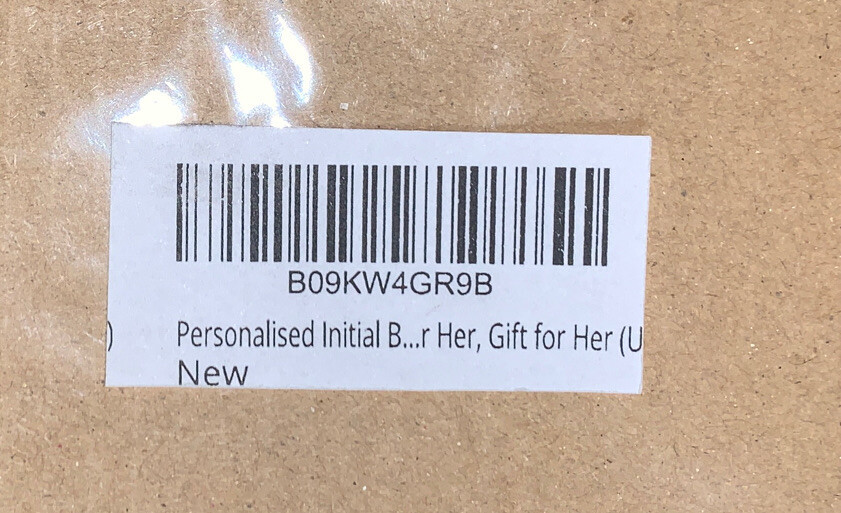 B09KW4GR9B
) Personalised Initial B...r Her, Gift for Her (U
New